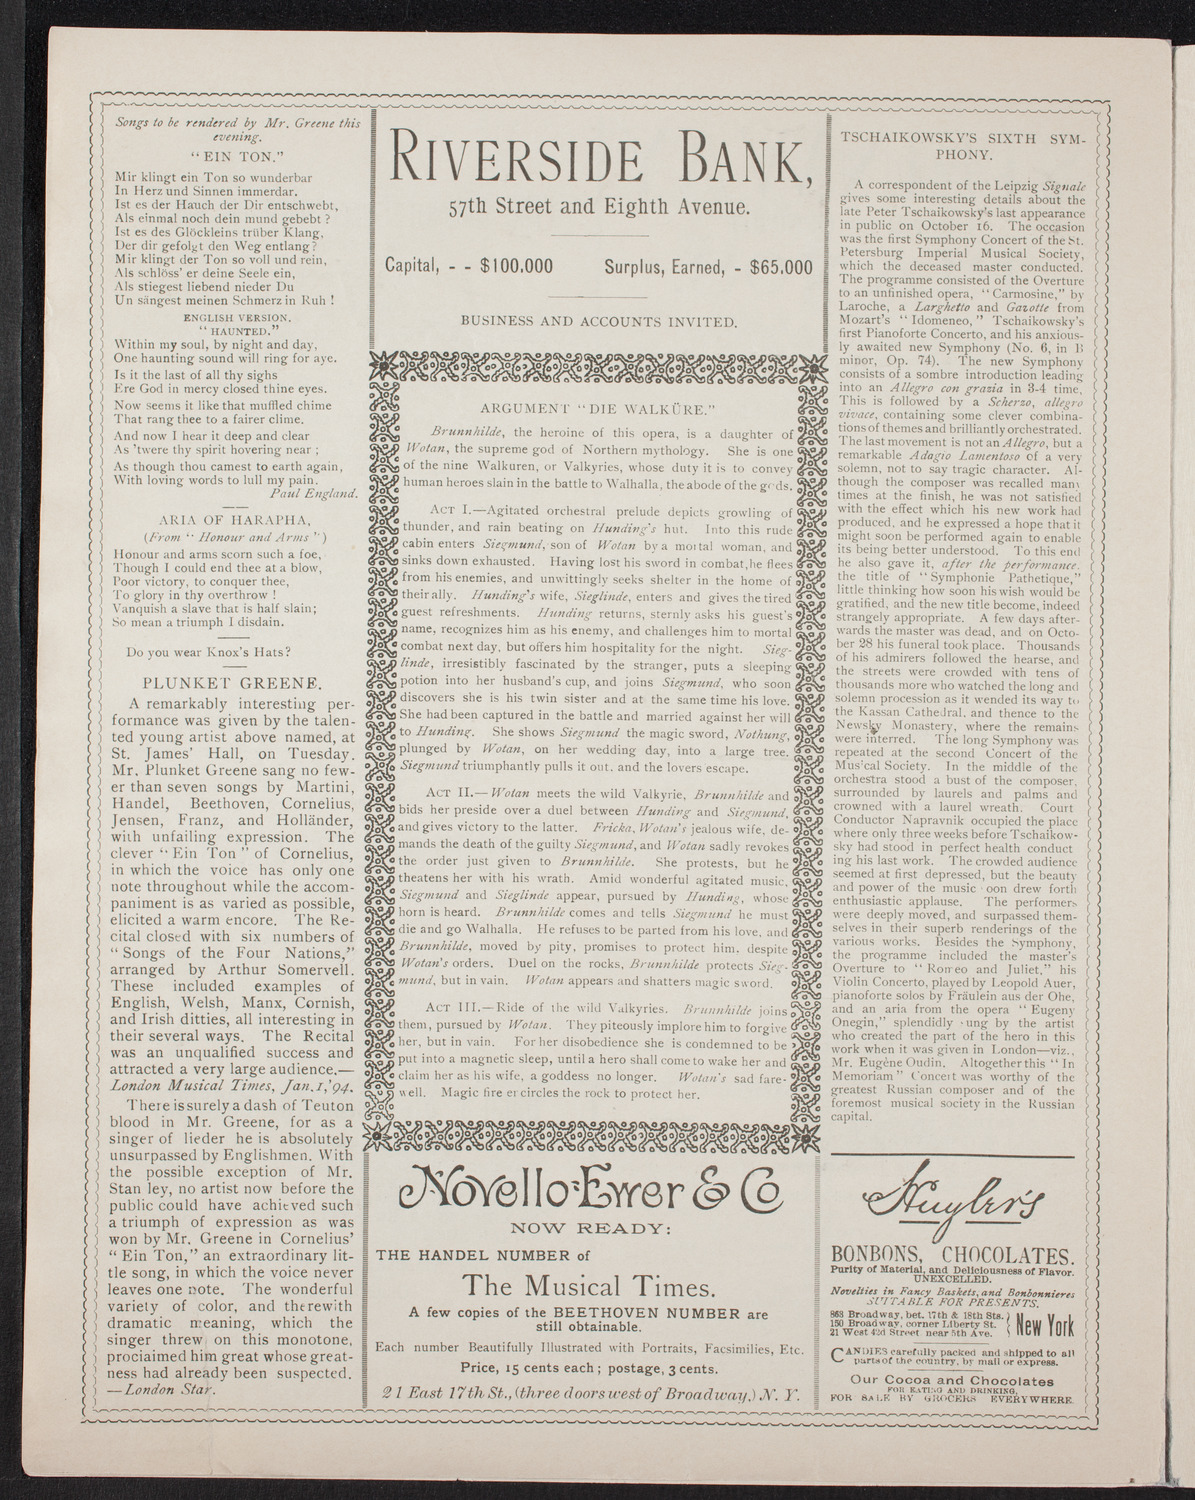 Songs to be rendered by Mr. Greene this
evening.
"EIN TON."
Mir klingt ein Ton so wunderbar
In Herz und Sinnen immerdar.
Ist es der Hauch der Dir entschwebt,
Als einmal noch dein mund gebebt ?
Ist es des Glöckleins trüber Klang,
Der dir gefolgt den Weg entlang ?
Mir klingt der Ton so voll und rein,
Als schlöss' er deine Seele ein,
Als stiegest liebend nieder Du
Un sängest meinen Schmerz in Ruh !
ENGLISH VERSION.
"HAUNTED."
Within my soul, by night and day,
One haunting sound will ring for aye.
Is it the last of all thy sighs
Ere God in mercy closed thine eyes.
Now seems it like that muffled chime
That rang thee to a fairer clime.
And now I hear it deep and clear
As 'twere thy spirit hovering near ;
As though thou camest to earth again,
With loving words to lull my pain.
Paul England.
ARIA OF HARAPHA,
(From "Honour and Arms")
Honour and arms scorn such a foe,
Though I could end thee at a blow,
Poor victory, to conquer thee,
To glory in thy overthrow !
Vanquish a slave that is half slain;
So mean a triumph I disdain.
Do you wear Knox's Hats?
PLUNKET GREENE.
A remarkably interesting per-
formance was given by the talen-
ted young artist above named, at
St. James' Hall, on Tuesday.
Mr. Plunket Greene sang no few-
er than seven songs by Martini,
Handel, Beethoven, Cornelius,
Jensen, Franz, and Holländer,
with unfailing expression. The
clever "Ein Ton" of Cornelius,
in which the voice has only one
note throughout while the accom-
paniment is as varied as possible,
elicited a warm encore. The Re-
cital closed with six numbers of
"Songs of the Four Nations,"
arranged by Arthur Somervell.
These included examples of
English, Welsh, Manx, Cornish,
and Irish ditties, all interesting in
their several ways. The Recital
was an unqualified success and
attracted a very large audience.—
London Musical Times, Jan. 1, '94.
There is surely a dash of Teuton
blood in Mr. Greene, for as a
singer of lieder he is absolutely
unsurpassed by Englishmen. With
the possible exception of Mr.
Stan ley, no artist now before the
public could have achieved such
a triumph of expression as was
won by Mr. Greene in Cornelius'
"Ein Ton," an extraordinary lit-
tle song, in which the voice never
leaves one note. The wonderful
variety of color, and therewith
dramatic meaning, which the
singer threw on this monotone,
proclaimed him great whose great-
ness had already been suspected.
—London Star.
RIVERSIDE BANK,
57th Street and Eighth Avenue.
Capital, - - $100,000 Surplus, Earned, - $65,000
BUSINESS AND ACCOUNTS INVITED.
ARGUMENT "DIE WALKÜRE."
Brunnhilde, the heroine of this opera, is a daughter of
Wotan, the supreme god of Northern mythology. She is one
of the nine Walkuren, or Valkyries, whose duty it is to convey
human heroes slain in the battle to Walhalla, the abode of the gods.
ACT I.—Agitated orchestral prelude depicts growling of
thunder, and rain beating on Hunding's hut. Into this rude
cabin enters Siegmund, son of Wotan by a mortal woman, and
sinks down exhausted. Having lost his sword in combat, he flees
from his enemies, and unwittingly seeks shelter in the home of
their ally. Hunding's wife, Sieglinde, enters and gives the tired
guest refreshments. Hunding returns, sternly asks his guest's
name, recognizes him as his enemy, and challenges him to mortal
combat next day, but offers him hospitality for the night. Sieg-
linde, irresistibly fascinated by the stranger, puts a sleeping
potion into her husband's cup, and joins Siegmund, who soon
discovers she is his twin sister and at the same time his love.
She had been captured in the battle and married against her will
to Hunding. She shows Siegmund the magic sword, Nothung,
plunged by Wotan, on her wedding day, into a large tree.
Siegmund triumphantly pulls it out, and the lovers escape.
ACT II.—Wotan meets the wild Valkyrie, Brunnhilde and
bids her preside over a duel between Hunding and Siegmund,
and gives victory to the latter. Fricka, Wotan's jealous wife, de-
mands the death of the guilty Siegmund, and Wotan sadly revokes
the order just given to Brunnhilde. She protests, but he
theatens her with his wrath. Amid wonderful agitated music,
Siegmund and Sieglinde appear, pursued by Hunding, whose
horn is heard. Brunnhilde comes and tells Siegmund he must
die and go Walhalla. He refuses to be parted from his love, and
Brunnhilde, moved by pity, promises to protect him, despite
Wotan's orders. Duel on the rocks, Brunnhilde protects Sieg-
mund, but in vain. Wotan appears and shatters magic sword.
ACT III.—Ride of the wild Valkyries. Brunnhilde joins
them, pursued by Wotan. They piteously implore him to forgive
her, but in vain. For her disobedience she is condemned to be
put into a magnetic sleep, until a hero shall come to wake her and
claim her as his wife, a goddess no longer. Wotan's sad fare-
well. Magic fire encircles the rock to protect her.
Novello-Ewer & Co
NOW READY:
THE HANDEL NUMBER of
The Musical Times.
A few copies of the BEETHOVEN NUMBER are
still obtainable.
Each number Beautifully Illustrated with Portraits, Facsimilies, Etc.
Price, 15 cents each ; postage, 3 cents.
21 East 17th St., (three doors west of Broadway,) N. Y.
TSCHAIKOWSKY'S SIXTH SYM-
PHONY.
A correspondent of the Leipzig Signale
gives some interesting details about the
late Peter Tschaikowsky's last appearance
in public on October 16. The occasion
was the first Symphony Concert of the St.
Petersburg Imperial Musical Society,
which the deceased master conducted.
The programme consisted of the Overture
to an unfinished opera, "Carmosine," by
Laroche, a Larghetto and Gavotte from
Mozart's "Idomeneo," Tschaikowsky's
first Pianoforte Concerto, and his anxious-
ly awaited new Symphony (No. 6, in B
minor, Op. 74). The new Symphony
consists of a sombre introduction leading
into an Allegro con grazia in 3-4 time,
This is followed by a Scherzo, allegro
vivace, containing some clever combina-
tions of themes and brilliantly orchestrated.
The last movement is not an Allegro, but a
remarkable Adagio Lamentoso of a very
solemn, not to say tragic character. Al-
though the composer was recalled many
times at the finish, he was not satisfied
with the effect which his new work had
produced, and he expressed a hope that it
might soon be performed again to enable
its being better understood. To this end
he also gave it, after the performance,
the title of "Symphonie Pathetique,"
little thinking how soon his wish would be
gratified, and the new title become, indeed
strangely appropriate. A few days after-
wards the master was dead, and on Octo-
ber 28 his funeral took place. Thousands
of his admirers followed the hearse, and
the streets were crowded with tens of
thousands more who watched the long and
solemn procession as it wended its way to
the Kassan Cathedral, and thence to the
Newsky Monastery, where the remains
were interred. The long Symphony was
repeated at the second Concert of the
Musical Society. In the middle of the
orchestra stood a bust of the composer,
surrounded by laurels and palms and
crowned with a laurel wreath. Court
Conductor Napravnik occupied the place
where only three weeks before Tschaikow-
sky had stood in perfect health conduct
ing his last work. The crowded audience
seemed at first depressed, but the beauty
and power of the music soon drew forth
enthusiastic applause. The performers
were deeply moved, and surpassed them-
selves in their superb renderings of the
various works. Besides the Symphony,
the programme included the master's
Overture to "Romeo and Juliet," his
Violin Concerto, played by Leopold Auer,
pianoforte solos by Fräulein aus der Ohe,
and an aria from the opera "Eugeny
Onegin," splendidly sung by the artist
who created the part of the hero in this
work when it was given in London—viz.,
Mr. Eugène Oudin. Altogether this "In
Memoriam" Concert was worthy of the
greatest Russian composer and of the
foremost musical society in the Russian
capital.
Huyler's
BONBONS, CHOCOLATES.
Purity of Material, and Deliciousness of Flavor.
UNEXCELLED.
Novelties in Fancy Baskets, and Bonbonnieres
SUITABLE FOR PRESENTS.
863 Broadway, bet. 17th & 18th Sts.
150 Broadway, corner Liberty St.
21 West 42d Street near 5th Ave.
New York
CANDIES carefully packed and shipped to all
parts of the country, by mail or express.
Our Cocoa and Chocolates
FOR EATING AND DRINKING,
FOR SALE BY GROCERS EVERYWHERE.